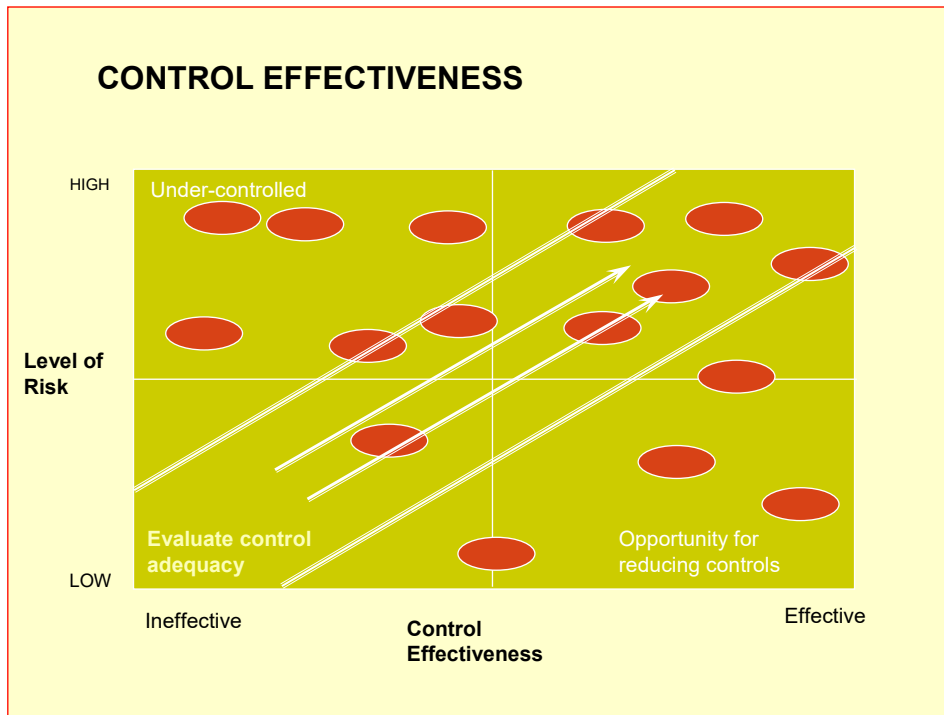 CONTROL EFFECTIVENESS
HIGH
Under-controlled
Level of
Risk
Evaluate control
adequacy
Opportunity for
reducing controls
LOW
Ineffective
Control
Effectiveness
Effective